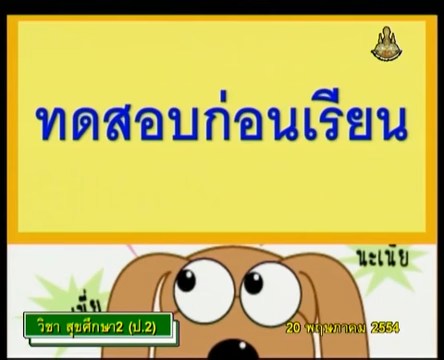 ทดสอบก่อนเรียน
นะเนีย
วิชา สุขศึกษา2 (ป.2)
20 พฤษภาคม 2554